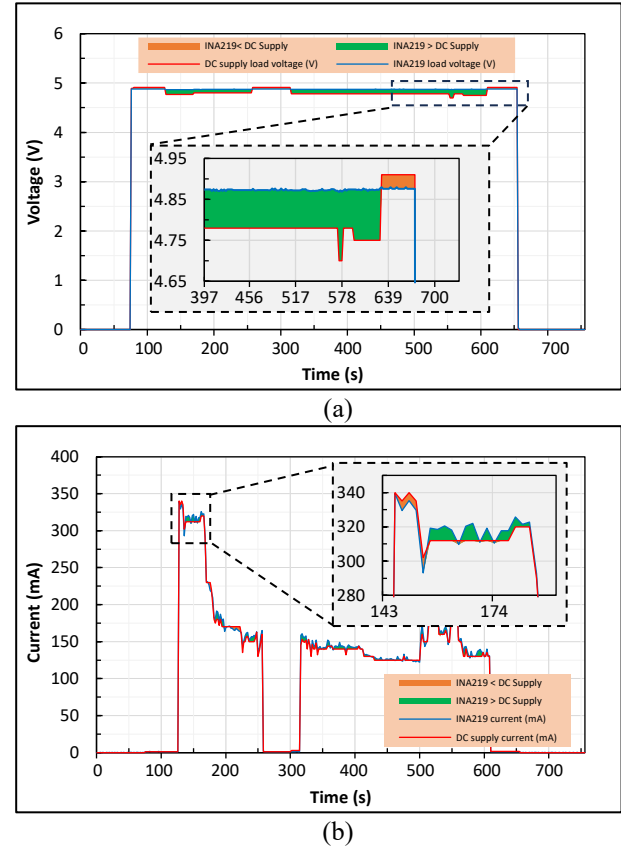 (a)
INA219< DC Supply
INA219 > DC Supply
DC supply load voltage (V)
INA219 load voltage (V)
6
5
4
3
2
1
0
Voltage (V)
4.95
4.85
4.75
4.65
397 456 517 578 639 700
0 100 200 300 400 500 600 700
Time (s)
(a)
400
350
300
250
200
150
100
50
0
Current (mA)
340
320
300
280
143 174
INA219 < DC Supply
INA219 > DC Supply
INA219 current (mA)
DC supply current (mA)
0 100 200 300 400 500 600 700
Time (s)
(b)